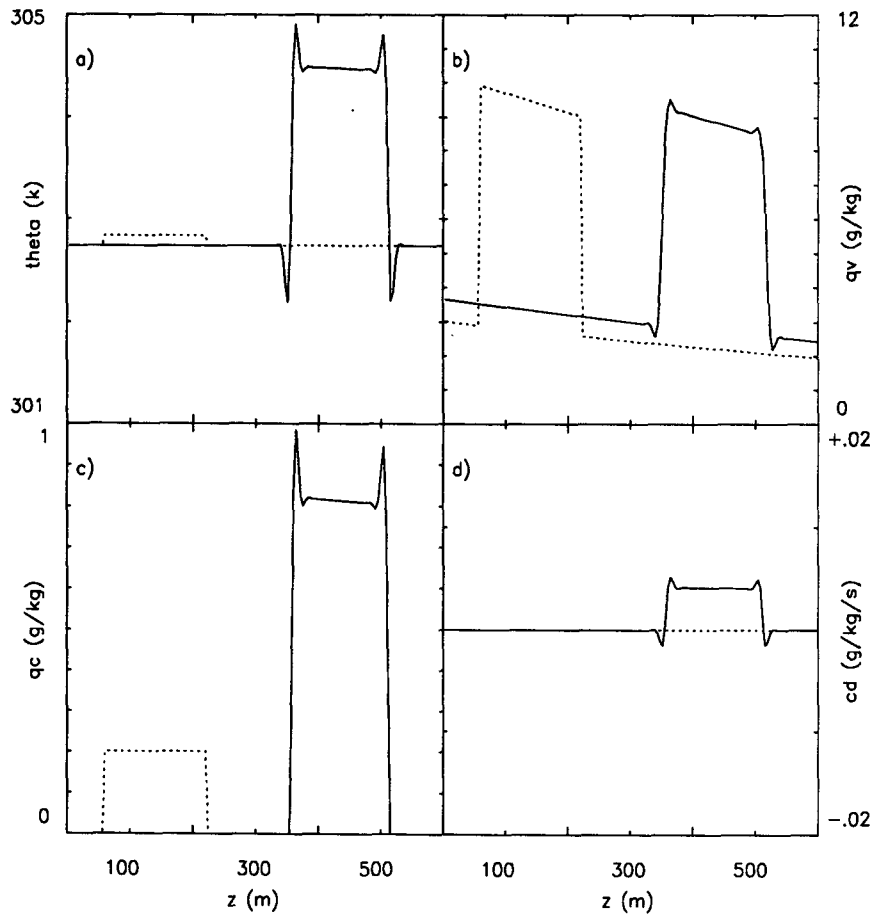 305
a)
theta (k)
301
12
b)
qv (g/kg)
0
1
c)
qc (g/kg)
0
+.02
d)
cd (g/kg/s)
-.02
100 300 500
z (m)
100 300 500
z (m)